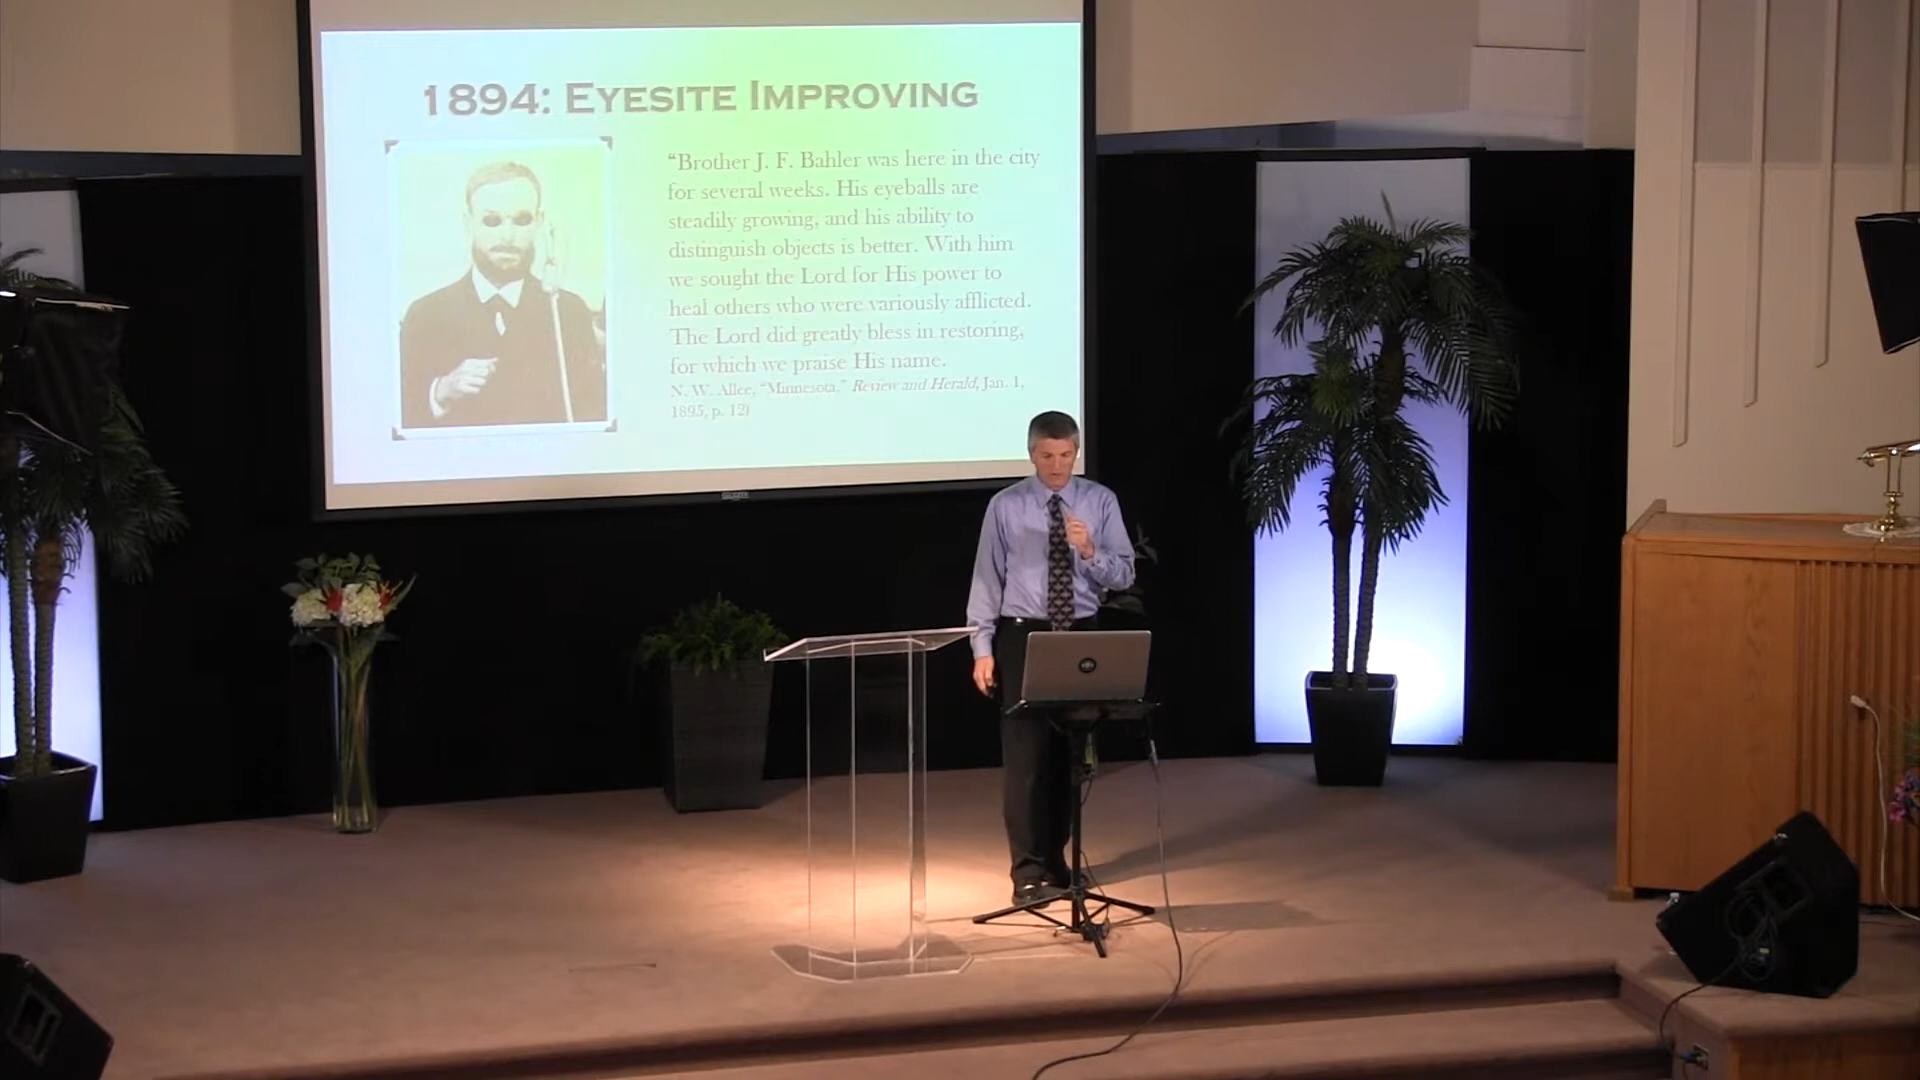 1894: EYESITE IMPROVING
“Brother J. F. Bahler was here in the city
for several weeks. His eyeballs are
steadily growing, and his ability to
distinguish objects is better. With him
we sought the Lord for His power to
heal others who were variously afflicted.
The Lord did greatly bless in restoring,
for which we praise His name.
N. W. Allee, “Minnesota,” Review and Herald, Jan. 1,
1895, p. 12)